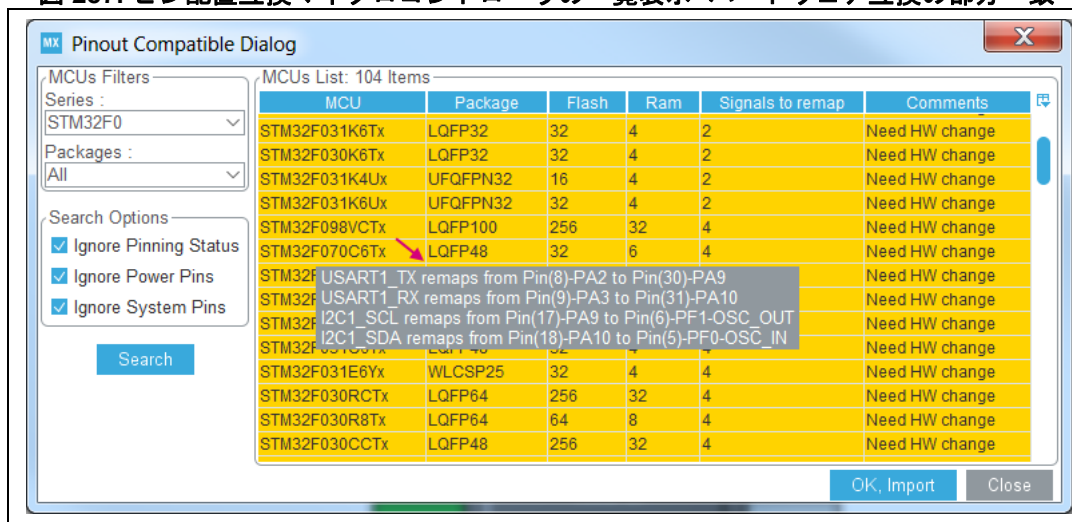 MX Pinout Compatible Dialog
X
MCUs Filters
Series :
STM32F0
Packages :
All
Search Options
Ignore Pinning Status
Ignore Power Pins
Ignore System Pins
Search
MCUs List: 104 Items
MCU Package Flash Ram Signals to remap Comments
STM32F031K6Tx LQFP32 32 4 2 Need HW change
STM32F030K6Tx LQFP32 32 4 2 Need HW change
STM32F031K4Ux UFQFPN32 16 4 2 Need HW change
STM32F031K6Ux UFQFPN32 32 4 2 Need HW change
STM32F098VCTx LQFP100 256 32 4 Need HW change
STM32F070C6Tx LQFP48 32 6 4 Need HW change
Need HW change
USART1_TX remaps from Pin(8)-PA2 to Pin(30)-PA9
USART1_RX remaps from Pin(9)-PA3 to Pin(31)-PA10
Need HW change
I2C1_SCL remaps from Pin(17)-PA9 to Pin(6)-PF1-OSC_OUT
Need HW change
I2C1_SDA remaps from Pin(18)-PA10 to Pin(5)-PF0-OSC_IN
Need HW change
STM32F031E6Yx WLCSP25 32 4 4 Need HW change
STM32F030RCTx LQFP64 256 32 4 Need HW change
STM32F030R8Tx LQFP64 64 8 4 Need HW change
STM32F030CCTx LQFP48 256 32 4 Need HW change
OK, Import Close